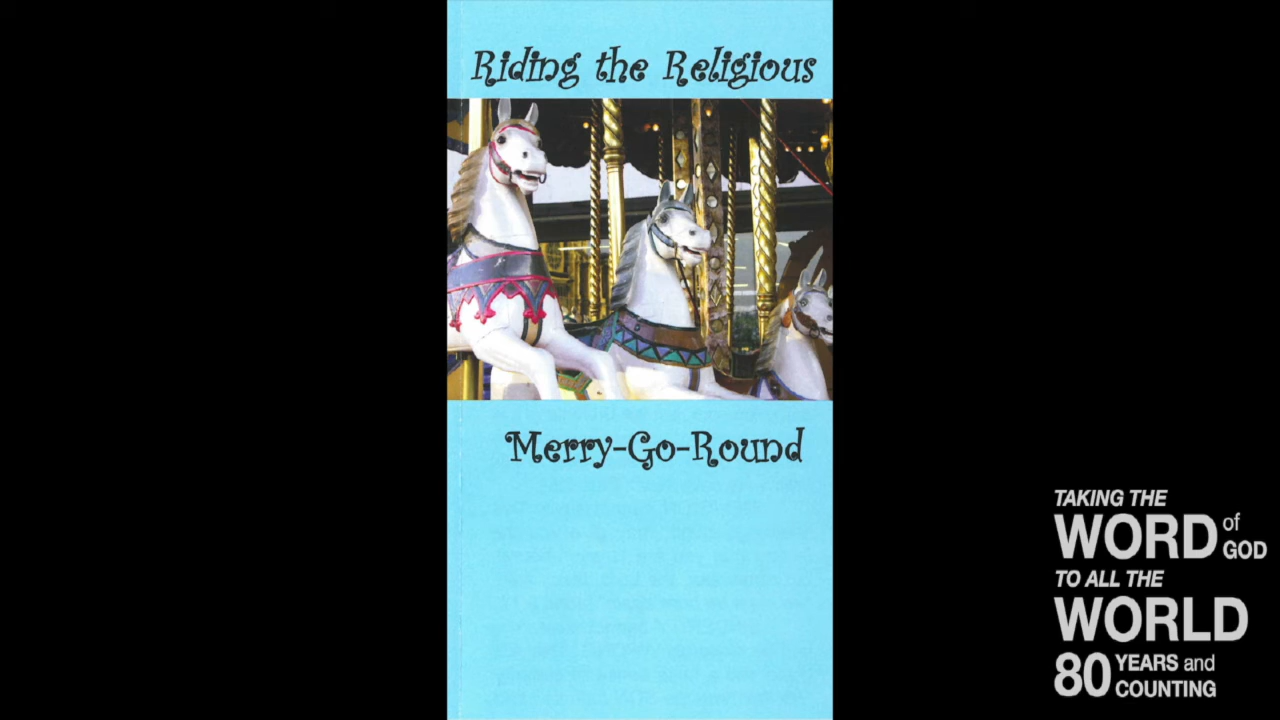 Riding the Religious
Merry-Go-Round
TAKING THE
WORD of GOD
TO ALL THE
WORLD
80 YEARS and
COUNTING